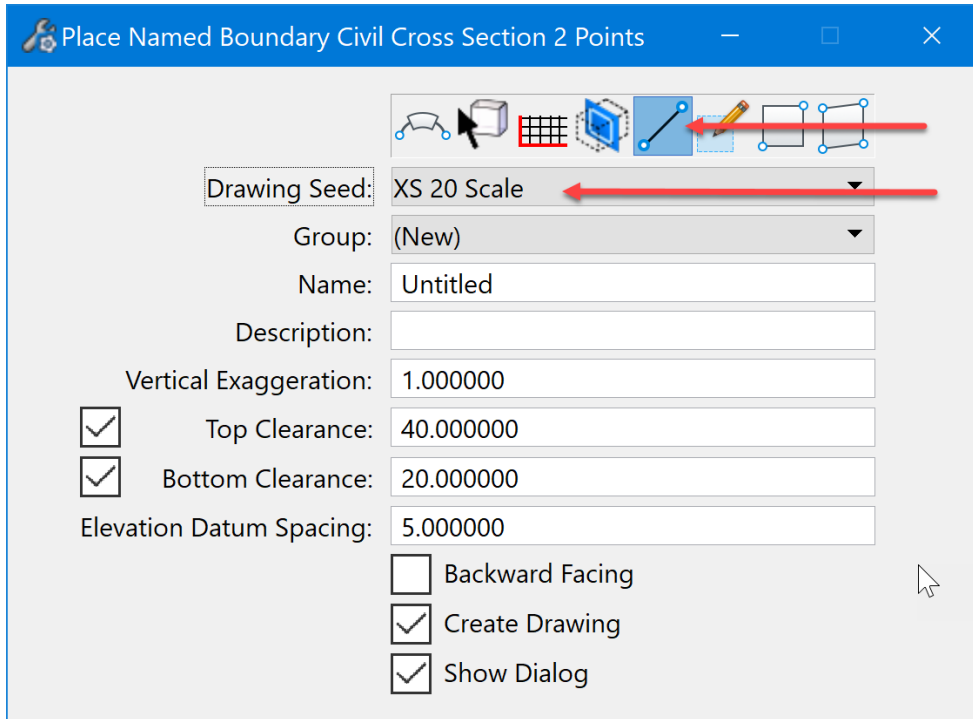 Place Named Boundary Civil Cross Section 2 Points
Drawing Seed: XS 20 Scale
Group: (New)
Name: Untitled
Description:
Vertical Exaggeration: 1.000000
Top Clearance: 40.000000
Bottom Clearance: 20.000000
Elevation Datum Spacing: 5.000000
Backward Facing
Create Drawing
Show Dialog